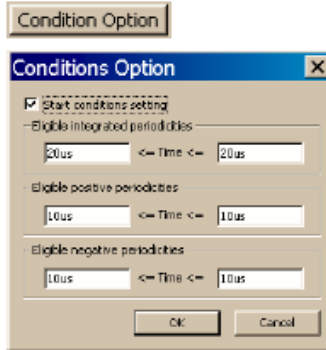 Condition Option
Conditions Option
Start conditions setting
Eligible integrated periodicities
20us <= Time <= 20us
Eligible positive periodicities
10us <= Time <= 10us
Eligible negative periodicities
10us <= Time <= 10us
OK Cancel